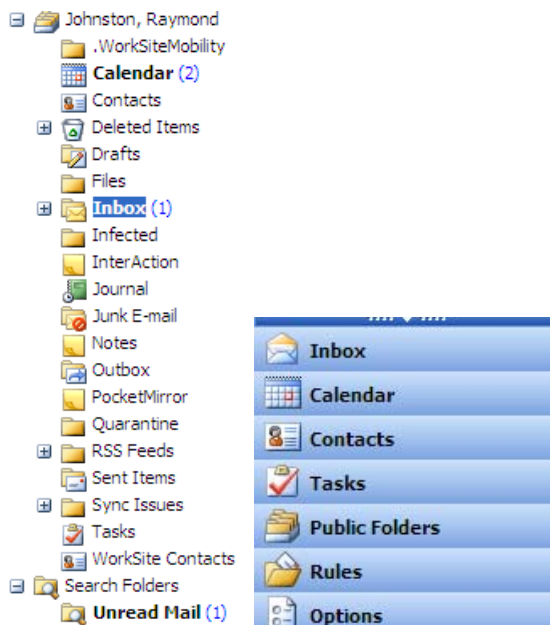 Johnston, Raymond
.WorkSiteMobility
Calendar (2)
Contacts
Deleted Items
Drafts
Files
Inbox (1)
Infected
InterAction
Journal
Junk E-mail
Notes
Outbox
PocketMirror
Quarantine
RSS Feeds
Sent Items
Sync Issues
Tasks
WorkSite Contacts
Search Folders
Unread Mail (1)
Inbox
Calendar
Contacts
Tasks
Public Folders
Rules
Options